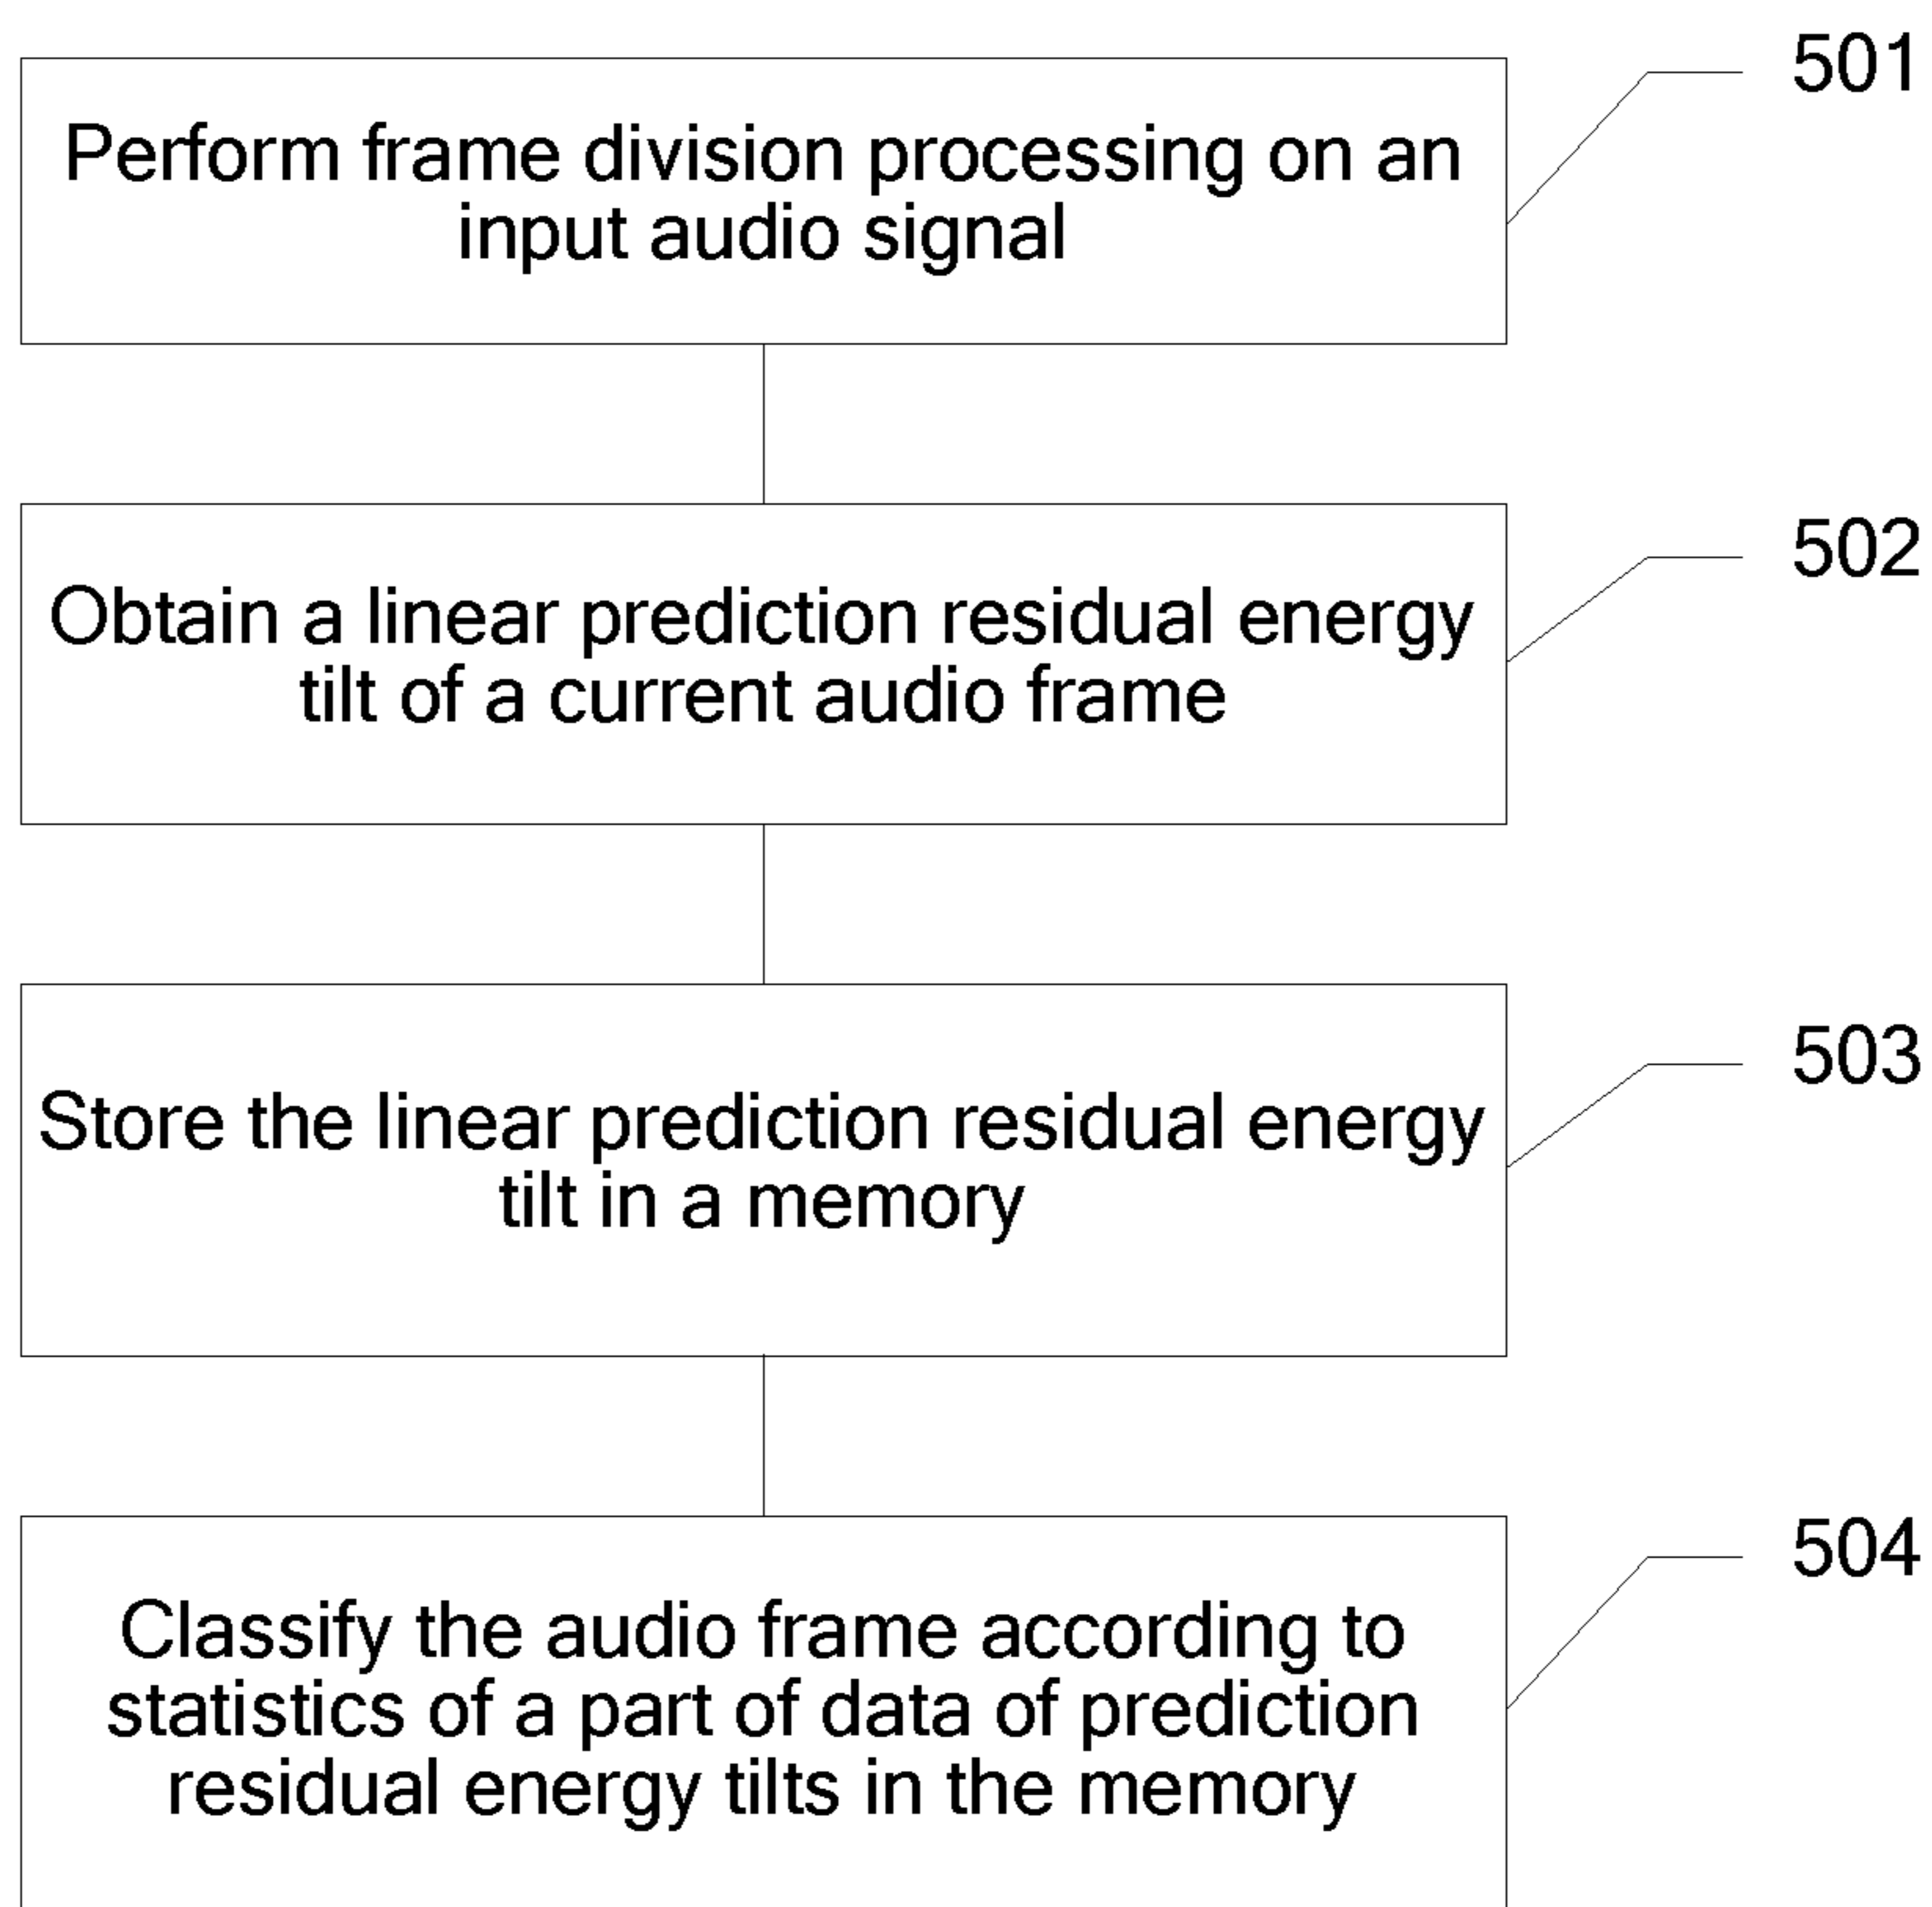 501
Perform frame division processing on an
input audio signal
502
Obtain a linear prediction residual energy
tilt of a current audio frame
503
Store the linear prediction residual energy
tilt in a memory
504
Classify the audio frame according to
statistics of a part of data of prediction
residual energy tilts in the memory